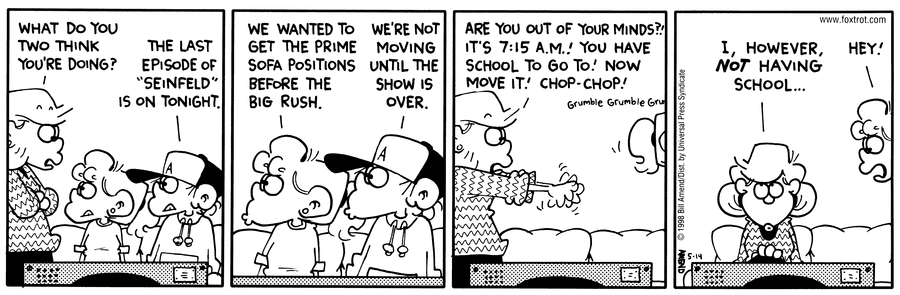 WHAT DO YOU
TWO THINK
YOU'RE DOING?
THE LAST
EPISODE OF
"SEINFELD"
IS ON TONIGHT.
A
WE WANTED TO
GET THE PRIME
SOFA POSITIONS
BEFORE THE
BIG RUSH.
WE'RE NOT
MOVING
UNTIL THE
SHOW IS
OVER.
A
ARE YOU OUT OF YOUR MINDS?!
IT'S 7:15 A.M.! YOU HAVE
SCHOOL TO GO TO! NOW
MOVE IT! CHOP-CHOP!
Grumble Grumble Gru
© 1998 Bill Amend/Dist. by Universal Press Syndicate
www.foxtrot.com
I, HOWEVER,
NOT HAVING
SCHOOL...
HEY!
AMEND 5-14